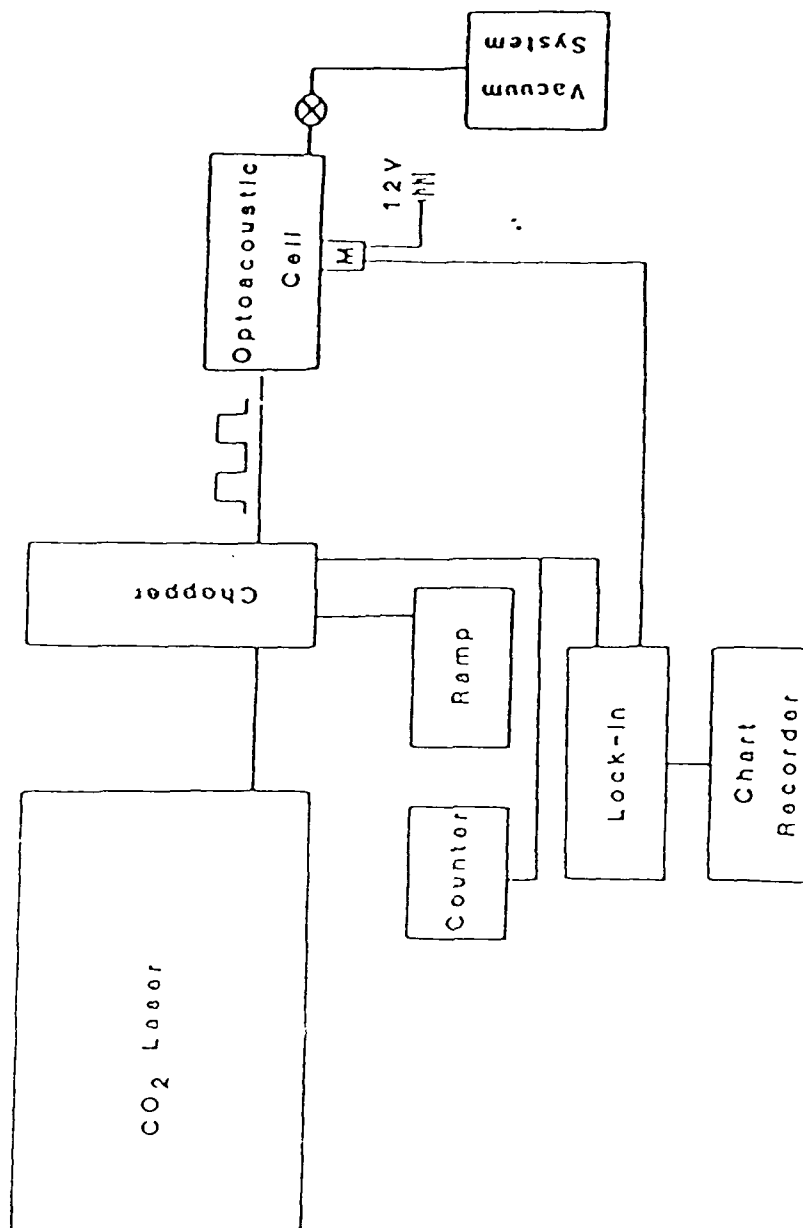 CO2 Laser
Chopper
Optoacoustic
Cell
Vacuum
System
M
12V
Ramp
Counter
Lock-In
Chart
Recorder